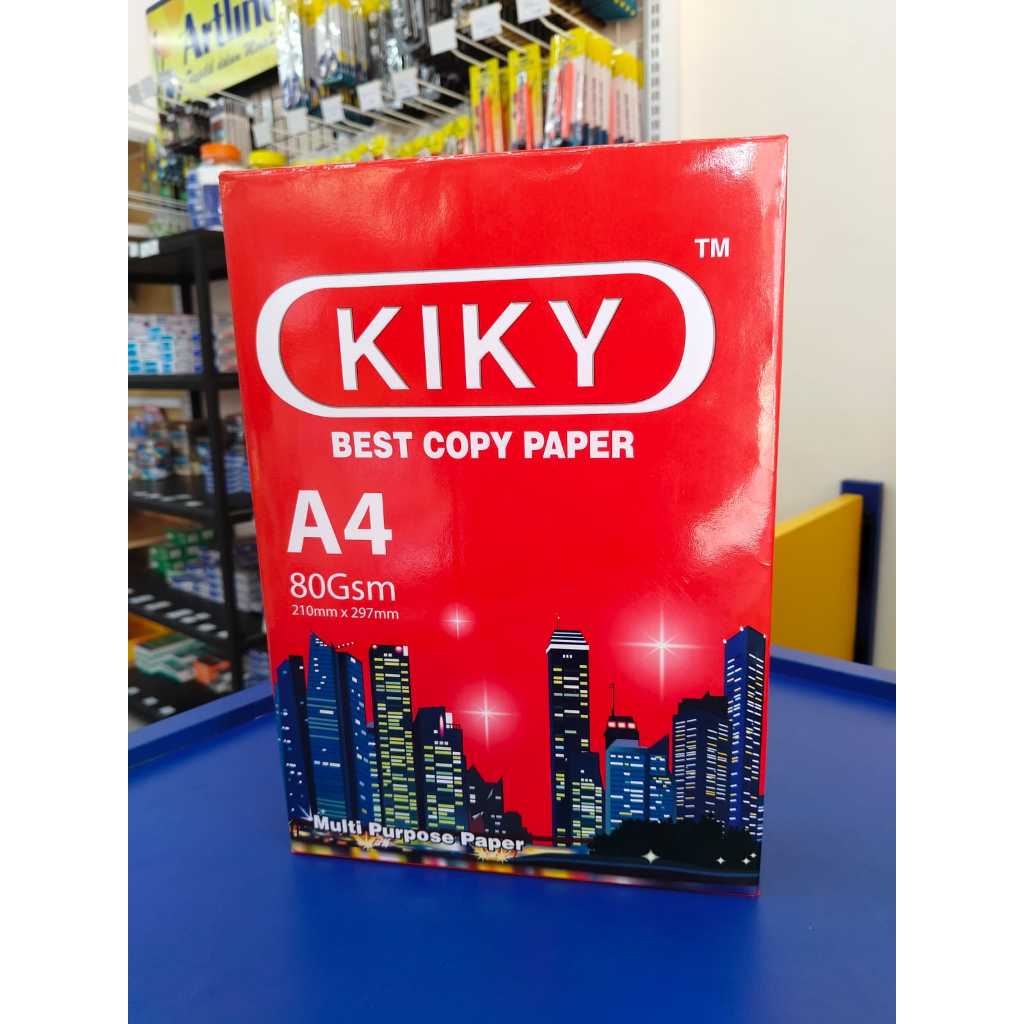 Artline
TM
KIKY
BEST COPY PAPER
A4
80Gsm
210mm x 297mm
Multi Purpose Paper